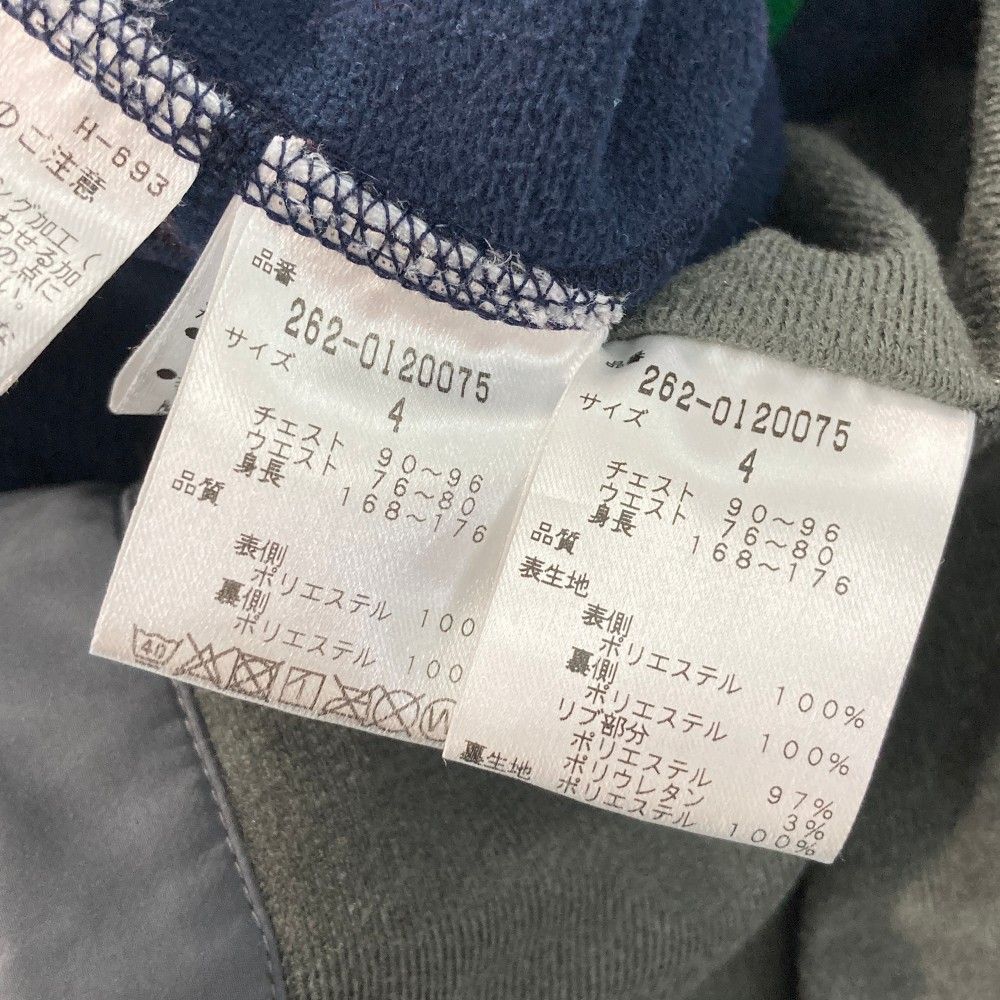 H-693
のご注意
ング加工
わせる加
の点に
品番
262-0120075
サイズ
4
チェスト 90～96
ウエスト 76～80
身長 168～176
品質
表側
ポリエステル 100
裏側
ポリエステル 100
40
品番
262-0120075
サイズ
4
チェスト 90～96
ウエスト 76～80
身長 168～176
品質
表生地
表側
ポリエステル 100%
裏側
ポリエステル 100%
リブ部分
ポリエステル 97%
ポリウレタン 3%
裏生地 ポリエステル 100%